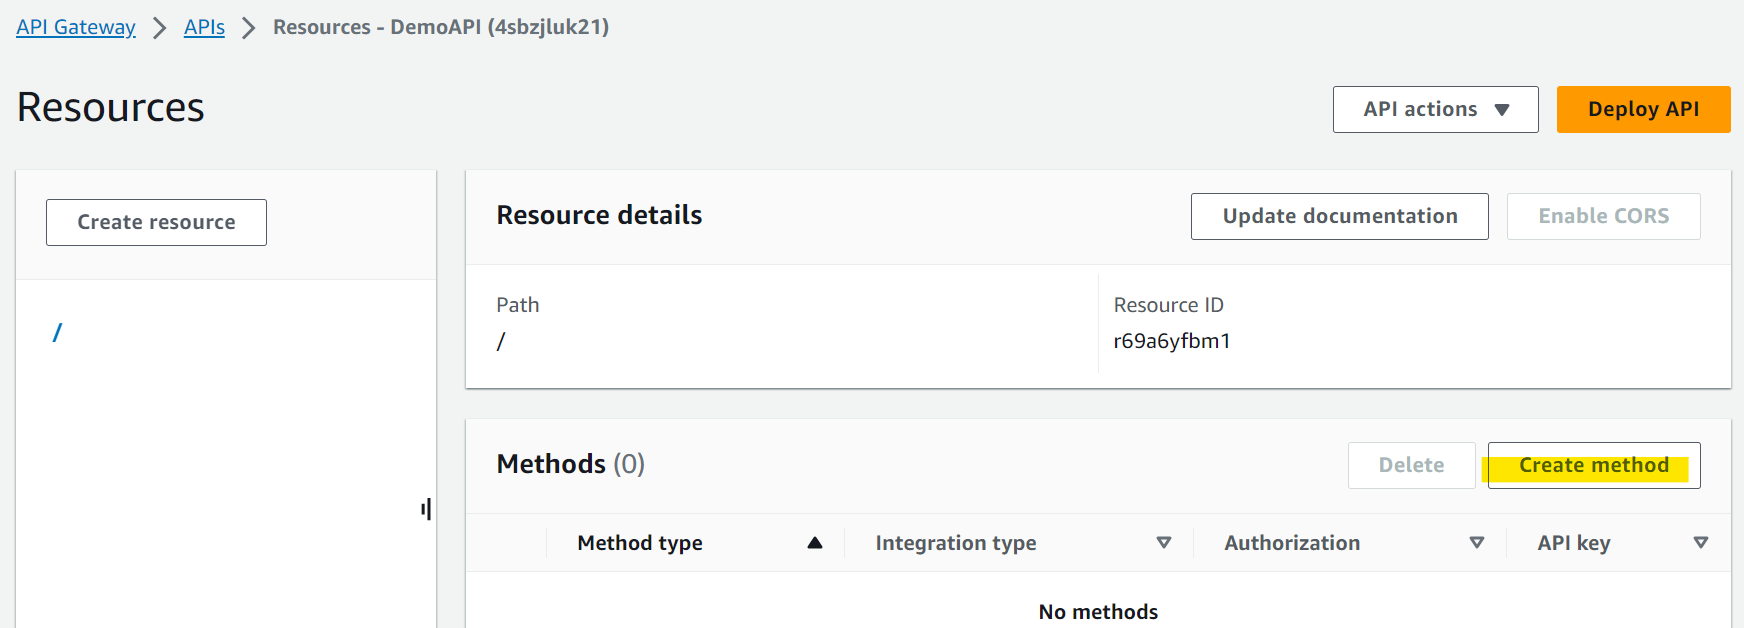 API Gateway > APIs > Resources - DemoAPI (4sbzjluk21)
Resources
API actions
Deploy API
Create resource
/
Resource details
Update documentation
Enable CORS
Path
/
Resource ID
r69a6yfbm1
Methods (0)
Delete
Create method
Method type
Integration type
Authorization
API key
No methods